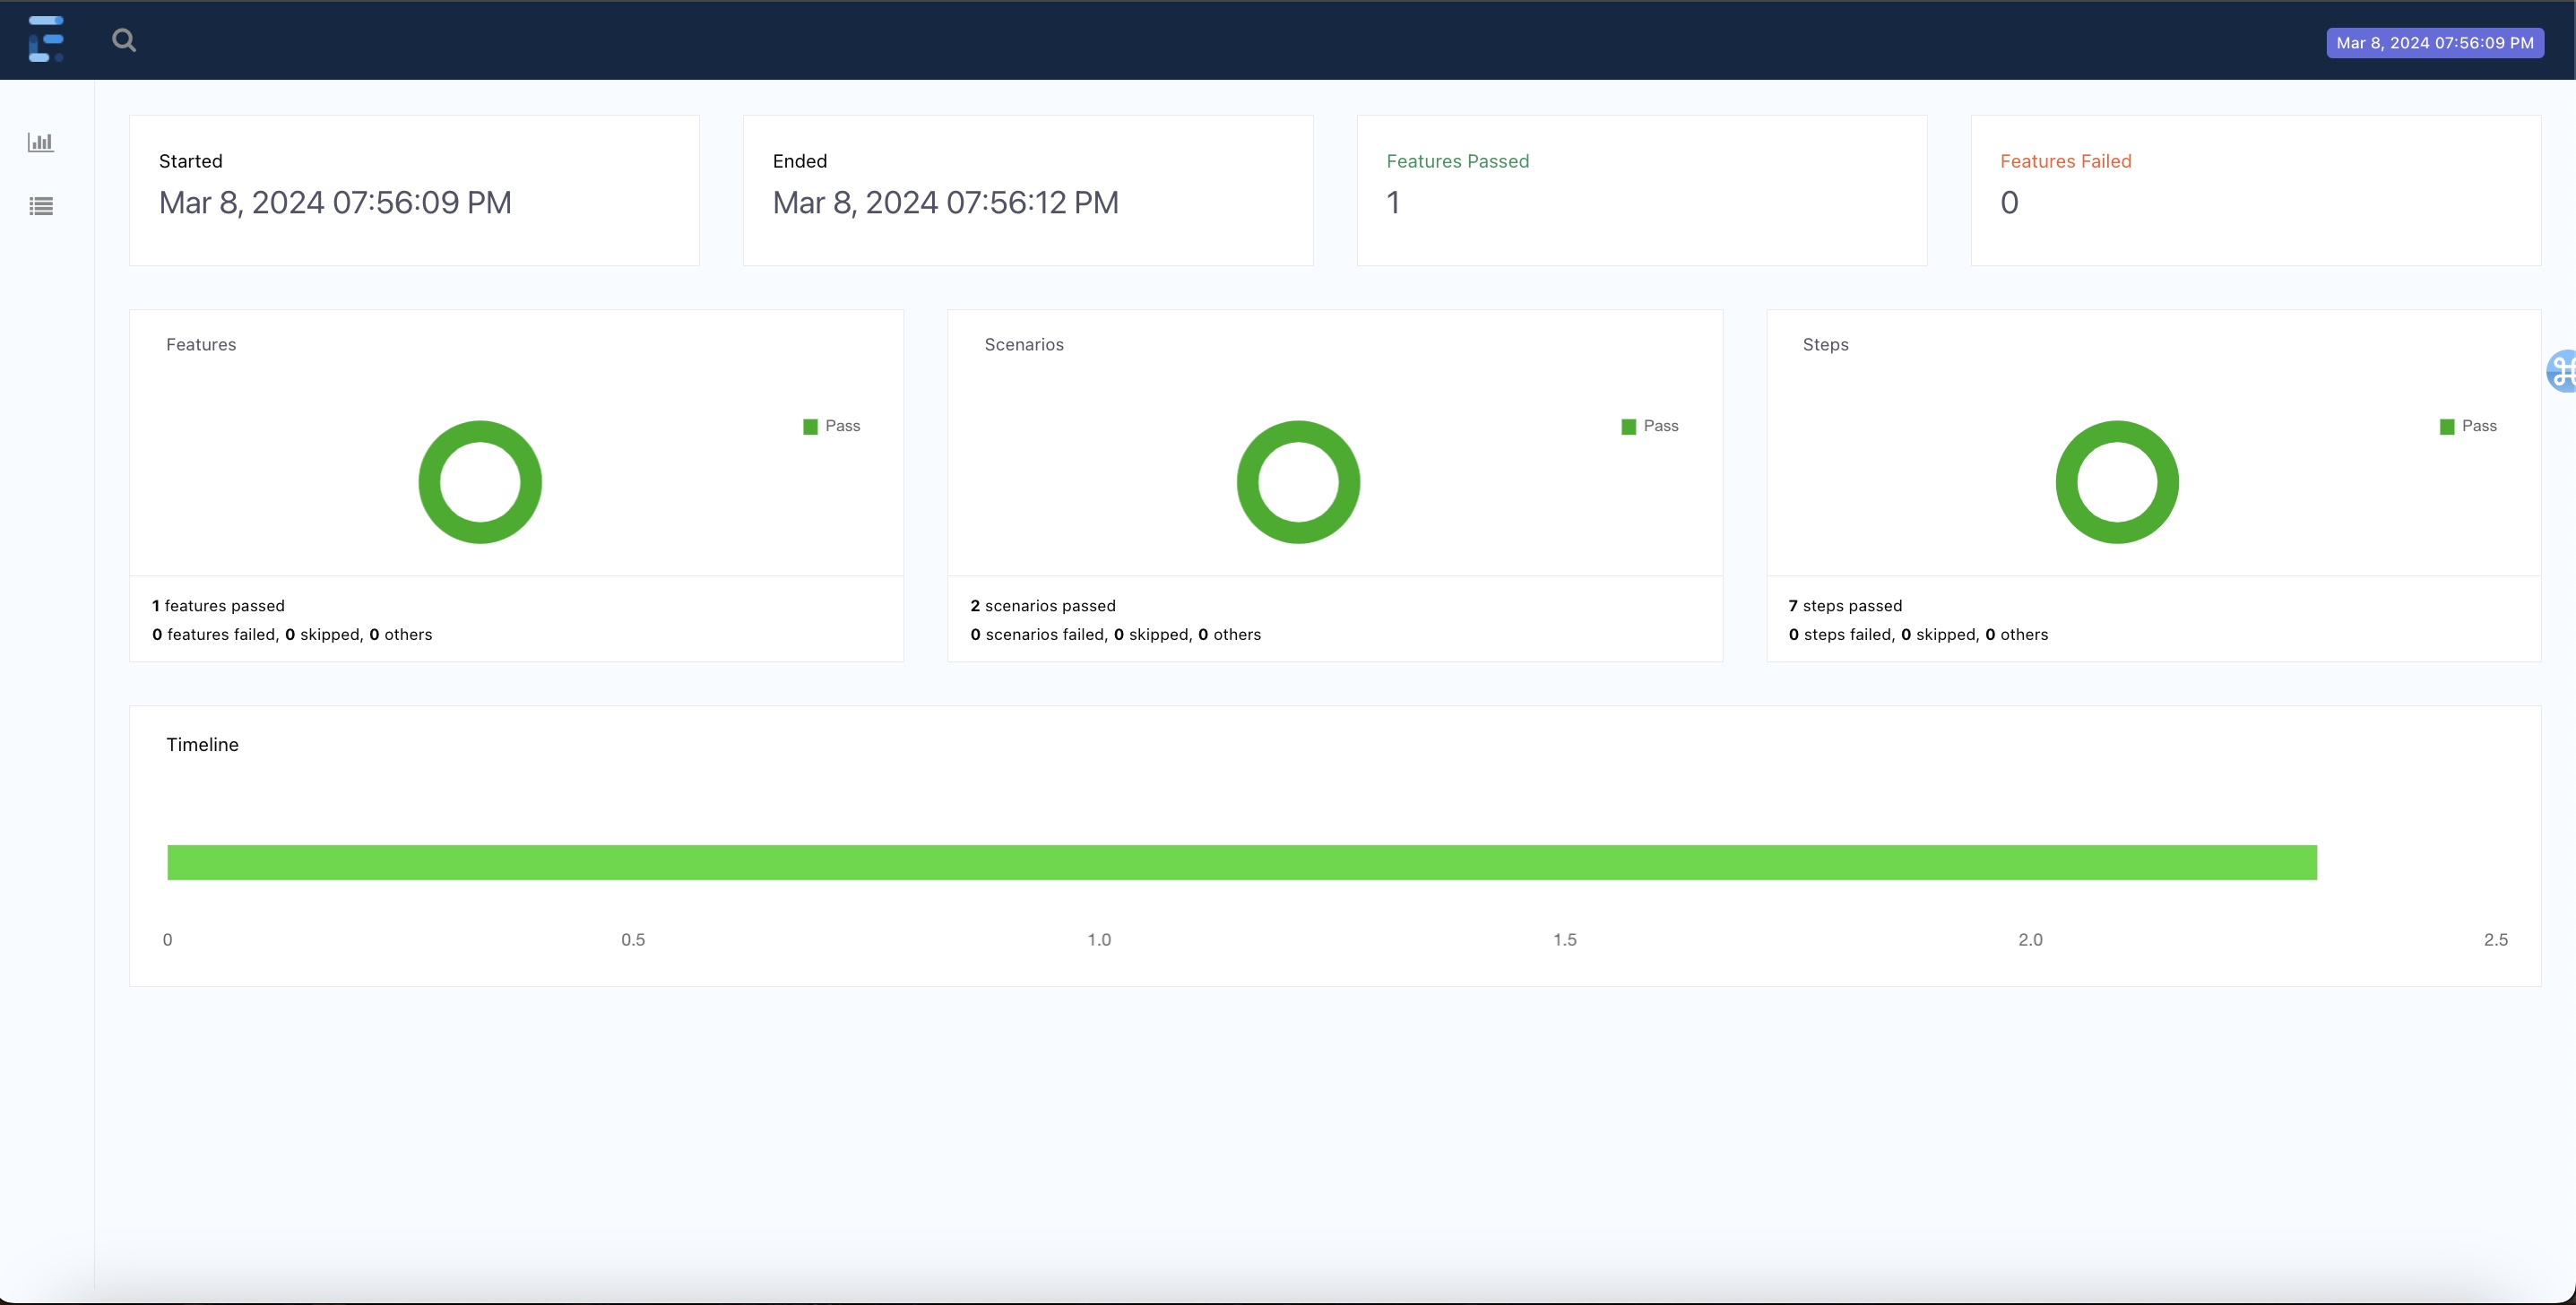 Mar 8, 2024 07:56:09 PM
Started
Mar 8, 2024 07:56:09 PM
Ended
Mar 8, 2024 07:56:12 PM
Features Passed
1
Features Failed
0
Features
Pass
1 features passed
0 features failed, 0 skipped, 0 others
Scenarios
Pass
2 scenarios passed
0 scenarios failed, 0 skipped, 0 others
Steps
Pass
7 steps passed
0 steps failed, 0 skipped, 0 others
Timeline
0 0.5 1.0 1.5 2.0 2.5